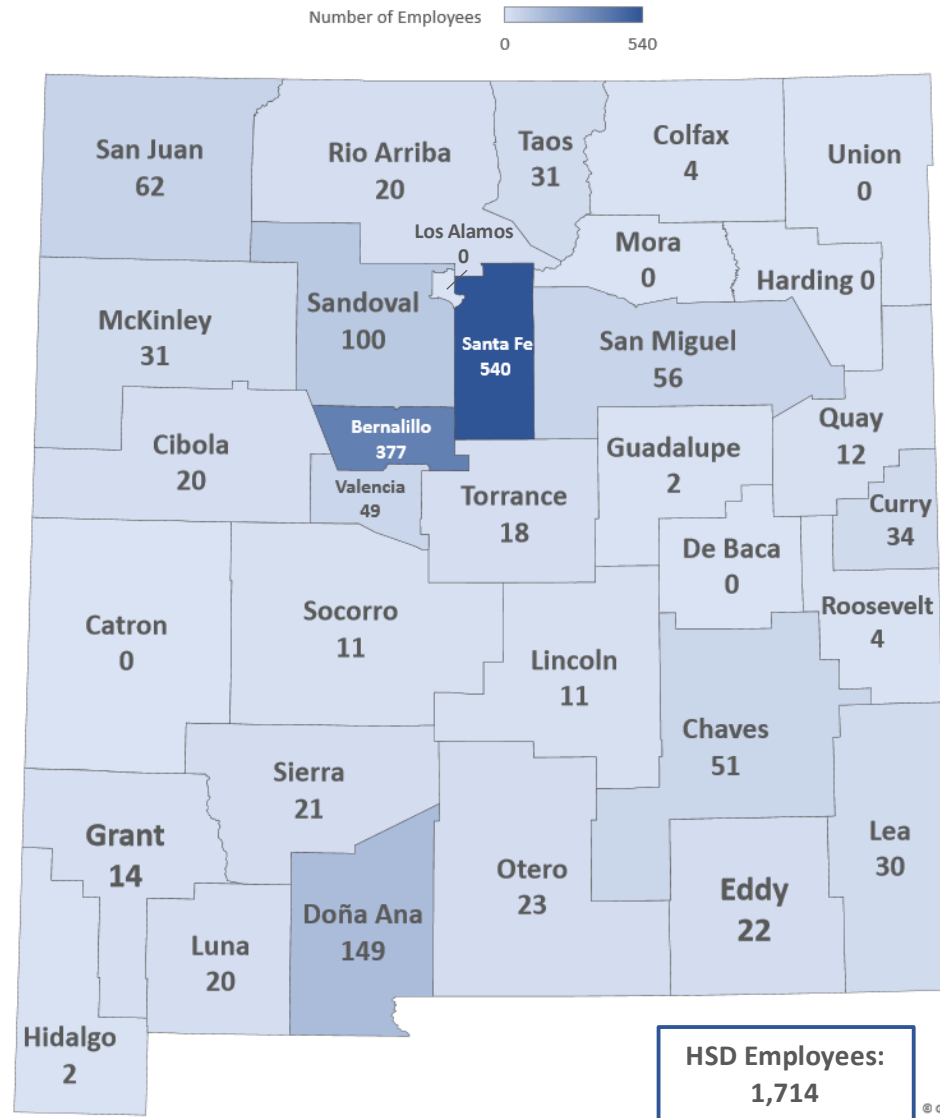 Number of Employees
0
540
San Juan
62
Rio Arriba
20
Taos
31
Colfax
4
Union
0
Los Alamos
0
Mora
0
Harding 0
McKinley
31
Sandoval
100
Santa Fe
540
San Miguel
56
Quay
12
Cibola
20
Bernalillo
377
Valencia
49
Torrance
18
Guadalupe
2
Curry
34
De Baca
0
Roosevelt
4
Catron
0
Socorro
11
Lincoln
11
Chaves
51
Sierra
21
Grant
14
Otero
23
Eddy
22
Lea
30
Doña Ana
149
Luna
20
Hidalgo
2
HSD Employees:
1,714